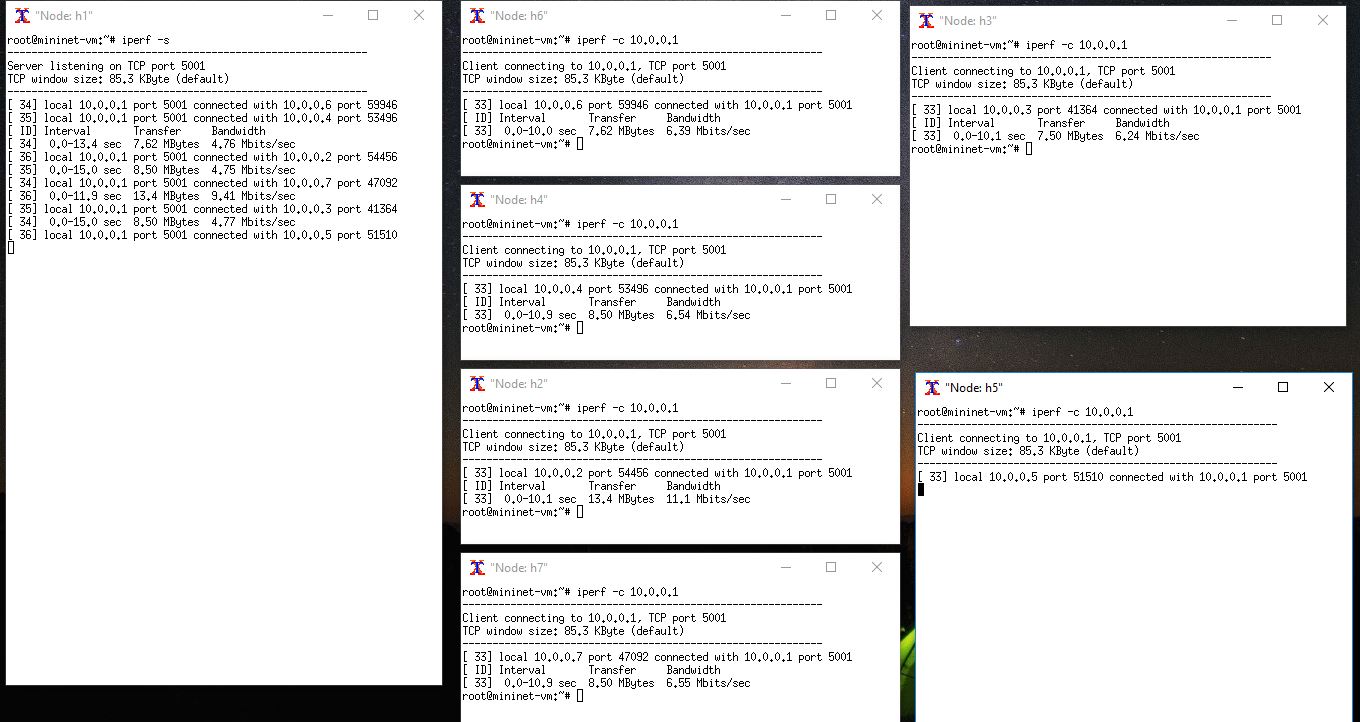 "Node: h1"
root@mininet-vm:~# iperf -s
------------------------------------------------------------
Server listening on TCP port 5001
TCP window size: 85.3 KByte (default)
------------------------------------------------------------
[ 34] local 10.0.0.1 port 5001 connected with 10.0.0.6 port 59946
[ 35] local 10.0.0.1 port 5001 connected with 10.0.0.4 port 53496
[ ID] Interval       Transfer     Bandwidth
[ 34]  0.0-13.4 sec  7.62 MBytes  4.76 Mbits/sec
[ 36] local 10.0.0.1 port 5001 connected with 10.0.0.2 port 54456
[ 35]  0.0-15.0 sec  8.50 MBytes  4.75 Mbits/sec
[ 34] local 10.0.0.1 port 5001 connected with 10.0.0.7 port 47092
[ 36]  0.0-11.9 sec  13.4 MBytes  9.41 Mbits/sec
[ 35] local 10.0.0.1 port 5001 connected with 10.0.0.3 port 41364
[ 34]  0.0-15.0 sec  8.50 MBytes  4.77 Mbits/sec
[ 36] local 10.0.0.1 port 5001 connected with 10.0.0.5 port 51510
"Node: h6"
root@mininet-vm:~# iperf -c 10.0.0.1
------------------------------------------------------------
Client connecting to 10.0.0.1, TCP port 5001
TCP window size: 85.3 KByte (default)
------------------------------------------------------------
[ 33] local 10.0.0.6 port 59946 connected with 10.0.0.1 port 5001
[ ID] Interval       Transfer     Bandwidth
[ 33]  0.0-10.0 sec  7.62 MBytes  6.39 Mbits/sec
root@mininet-vm:~#
"Node: h4"
root@mininet-vm:~# iperf -c 10.0.0.1
------------------------------------------------------------
Client connecting to 10.0.0.1, TCP port 5001
TCP window size: 85.3 KByte (default)
------------------------------------------------------------
[ 33] local 10.0.0.4 port 53496 connected with 10.0.0.1 port 5001
[ ID] Interval       Transfer     Bandwidth
[ 33]  0.0-10.9 sec  8.50 MBytes  6.54 Mbits/sec
root@mininet-vm:~#
"Node: h2"
root@mininet-vm:~# iperf -c 10.0.0.1
------------------------------------------------------------
Client connecting to 10.0.0.1, TCP port 5001
TCP window size: 85.3 KByte (default)
------------------------------------------------------------
[ 33] local 10.0.0.2 port 54456 connected with 10.0.0.1 port 5001
[ ID] Interval       Transfer     Bandwidth
[ 33]  0.0-10.1 sec  13.4 MBytes  11.1 Mbits/sec
root@mininet-vm:~#
"Node: h7"
root@mininet-vm:~# iperf -c 10.0.0.1
------------------------------------------------------------
Client connecting to 10.0.0.1, TCP port 5001
TCP window size: 85.3 KByte (default)
------------------------------------------------------------
[ 33] local 10.0.0.7 port 47092 connected with 10.0.0.1 port 5001
[ ID] Interval       Transfer     Bandwidth
[ 33]  0.0-10.9 sec  8.50 MBytes  6.55 Mbits/sec
root@mininet-vm:~#
"Node: h3"
root@mininet-vm:~# iperf -c 10.0.0.1
------------------------------------------------------------
Client connecting to 10.0.0.1, TCP port 5001
TCP window size: 85.3 KByte (default)
------------------------------------------------------------
[ 33] local 10.0.0.3 port 41364 connected with 10.0.0.1 port 5001
[ ID] Interval       Transfer     Bandwidth
[ 33]  0.0-10.1 sec  7.50 MBytes  6.24 Mbits/sec
root@mininet-vm:~#
"Node: h5"
root@mininet-vm:~# iperf -c 10.0.0.1
------------------------------------------------------------
Client connecting to 10.0.0.1, TCP port 5001
TCP window size: 85.3 KByte (default)
------------------------------------------------------------
[ 33] local 10.0.0.5 port 51510 connected with 10.0.0.1 port 5001